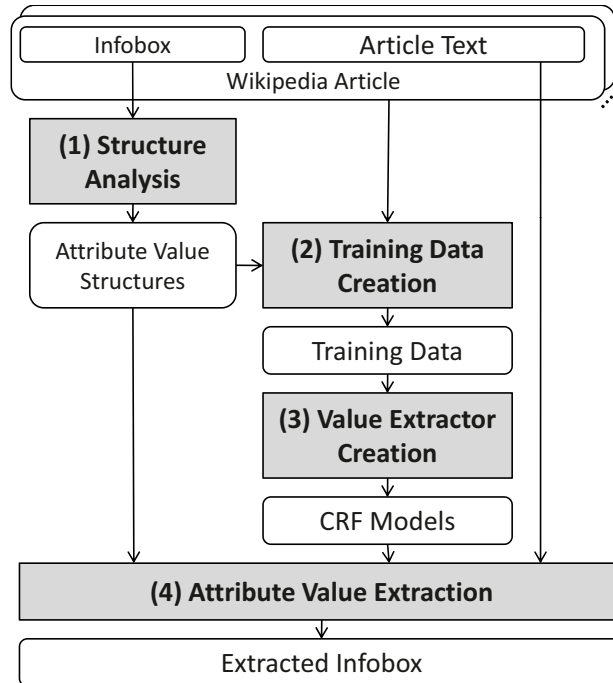 Infobox
Article Text
Wikipedia Article
(1) Structure
Analysis
Attribute Value
Structures
(2) Training Data
Creation
Training Data
(3) Value Extractor
Creation
CRF Models
(4) Attribute Value Extraction
Extracted Infobox